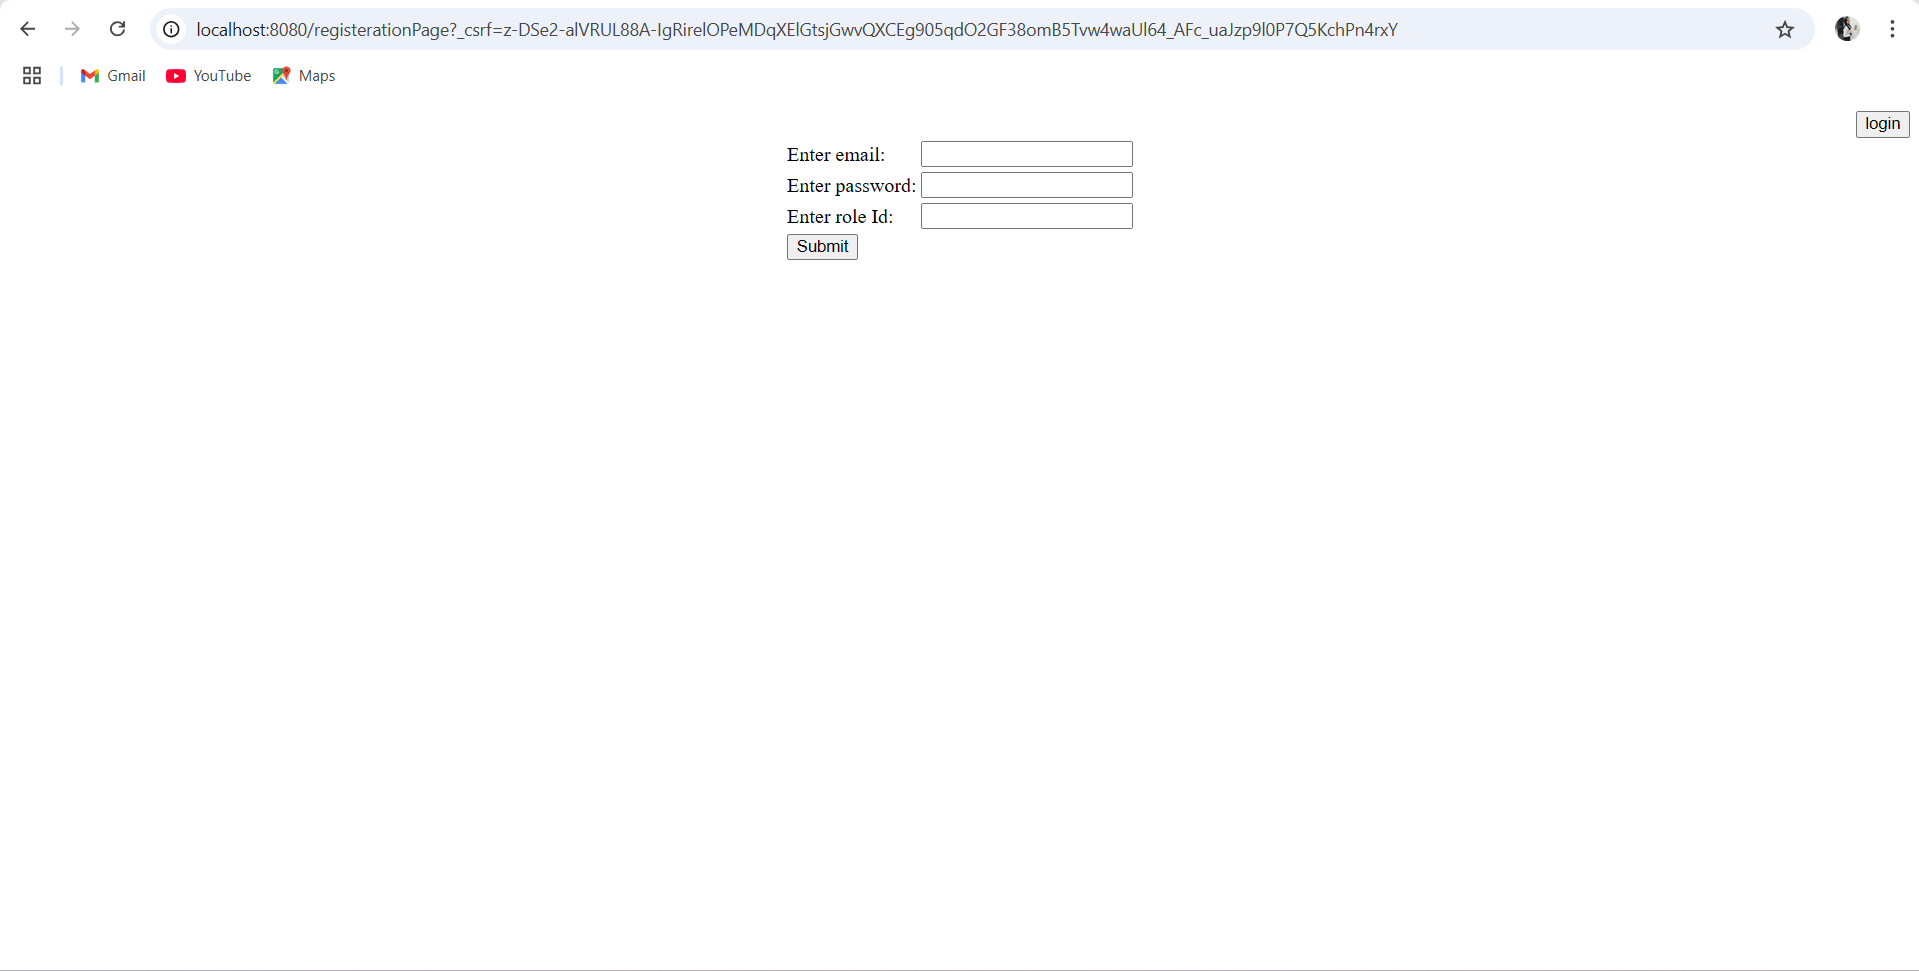 localhost:8080/registerationPage?_csrf=z-DSe2-alVRUL88A-IgRirelOPeMDqXElGtsjGwvQXCEg905qdO2GF38omB5Tvw4waUl64_AFc_uaJzp9l0P7Q5KchPn4rxY
Gmail YouTube Maps
login
Enter email:
Enter password:
Enter role Id:
Submit